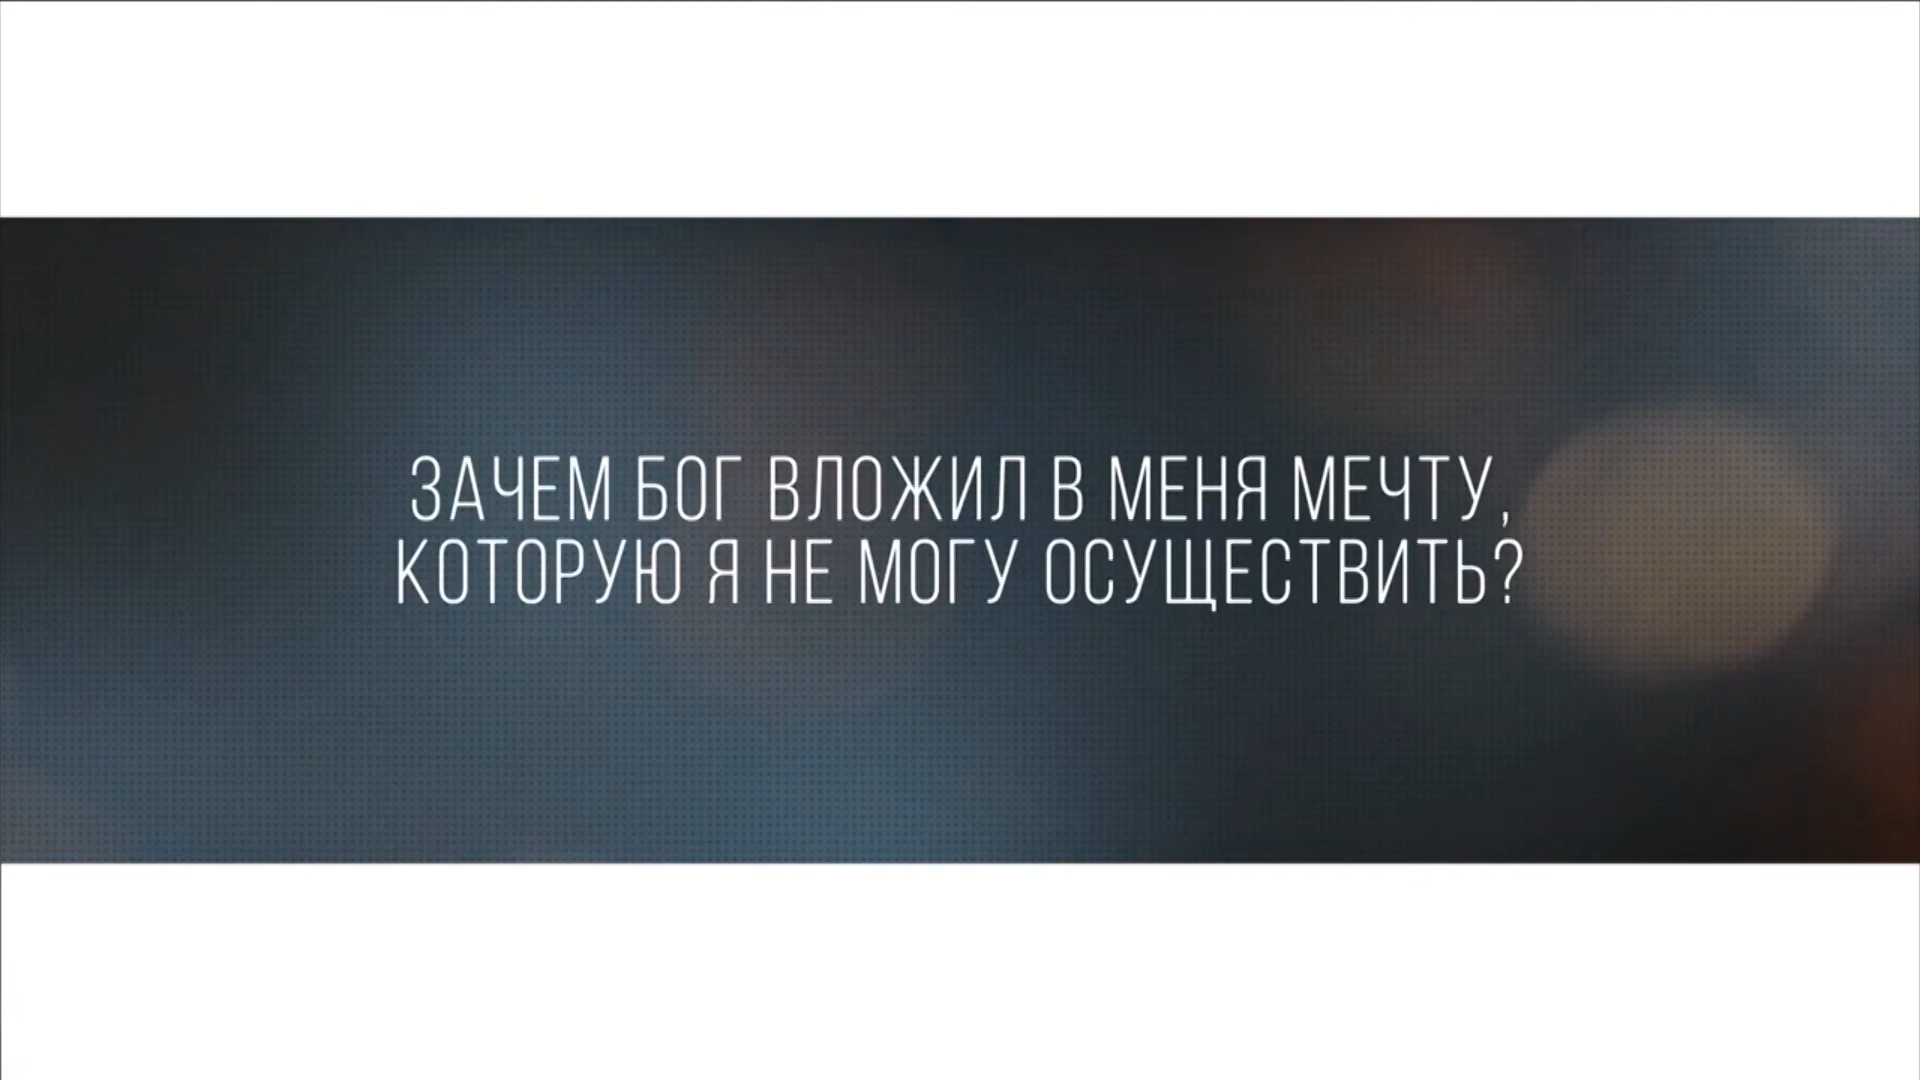 ЗАЧЕМ БОГ ВЛОЖИЛ В МЕНЯ МЕЧТУ,
КОТОРУЮ Я НЕ МОГУ ОСУЩЕСТВИТЬ?